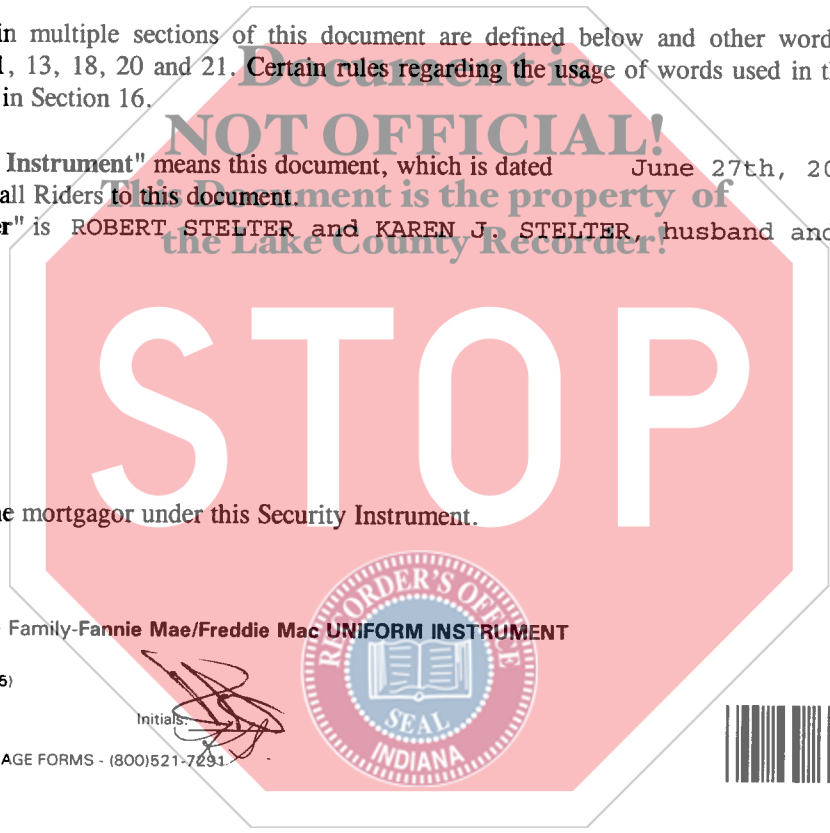 in multiple sections of this document are defined below and other word
Document is
, 13, 18, 20 and 21. Certain rules regarding the usage of words used in
in Section 16.
NOT OFFICIAL!
Instrument" means this document, which is dated June 27th, 20
This Document is the property of
all Riders to this document.
" is ROBERT STELTER and KAREN J. STELTER, husband and
the Lake County Recorder!
STOP
mortgagor under this Security Instrument.
RECORDER'S OFFICE
Family-Fannie Mae/Freddie Mac UNIFORM INSTRUMENT
5)
SEAL
Initials:
INDIANA
AGE FORMS - (800)521-7291